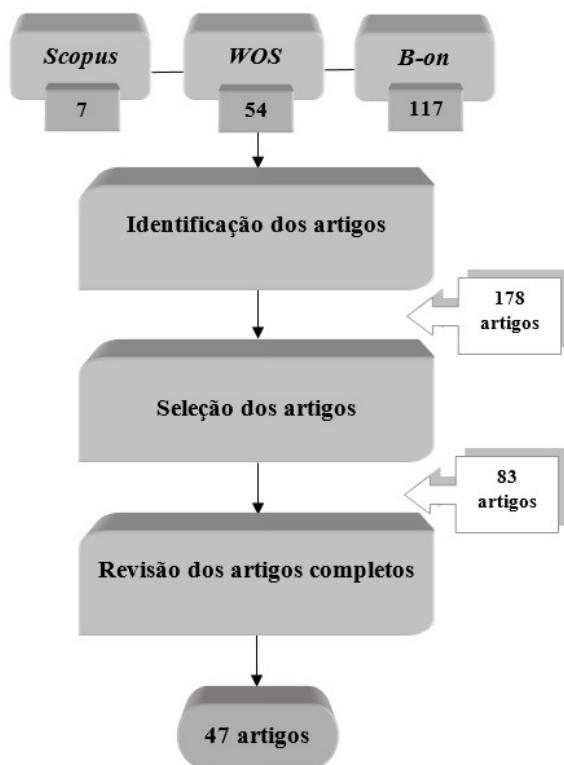 Scopus
WOS
B-on
7
54
117
Identificação dos artigos
178
artigos
Seleção dos artigos
83
artigos
Revisão dos artigos completos
47 artigos